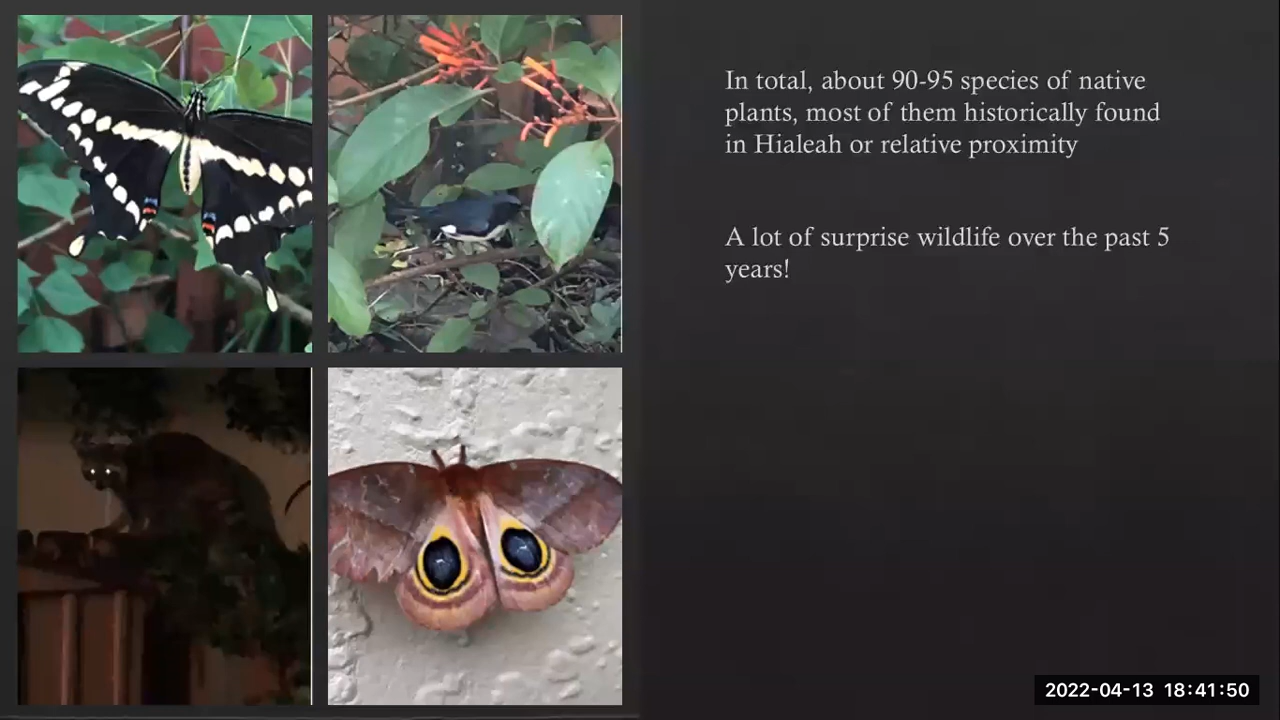 In total, about 90-95 species of native
plants, most of them historically found
in Hialeah or relative proximity
A lot of surprise wildlife over the past 5
years!
2022-04-13 18:41:50